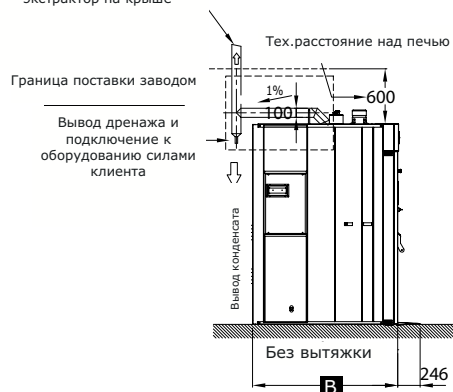 Экстрактор на крыше
Тех.расстояние над печью
Граница поставки заводом
1%
600
100
Вывод дренажа и
подключение к
оборудованию силами
клиента
Вывод конденсата
Без вытяжки
246
B